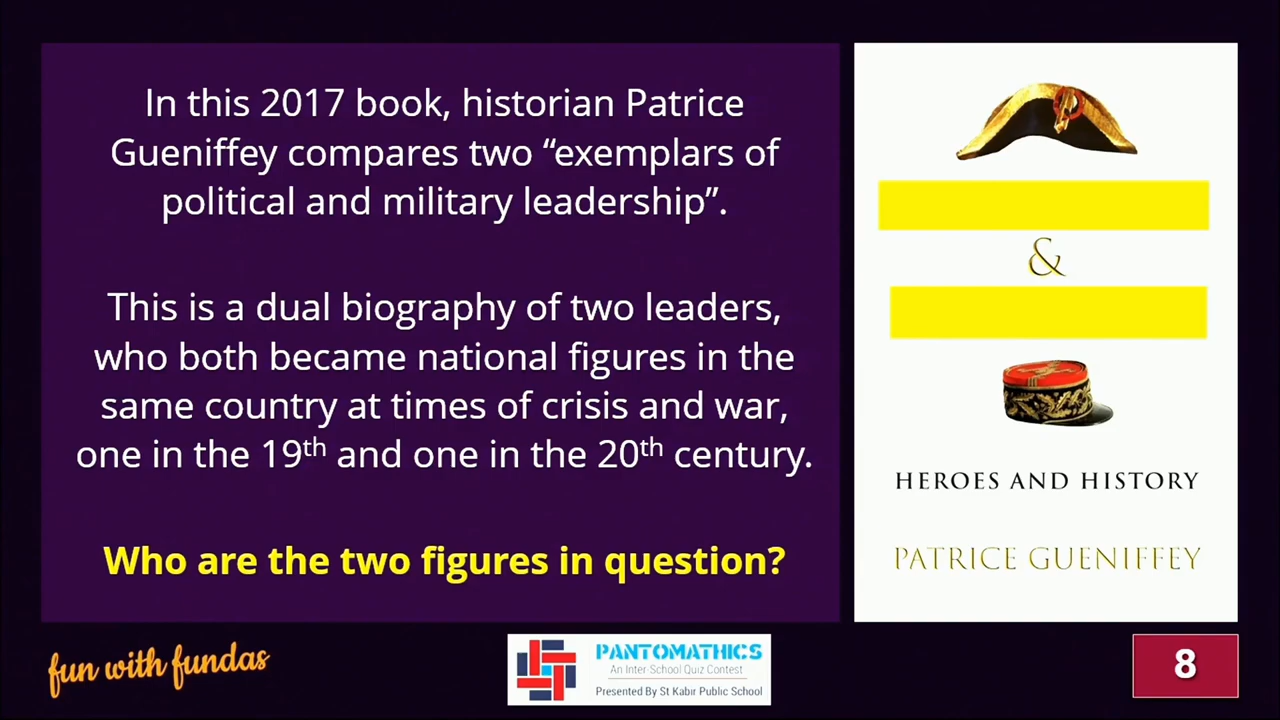 In this 2017 book, historian Patrice
Gueniffey compares two “exemplars of
political and military leadership”.
This is a dual biography of two leaders,
who both became national figures in the
same country at times of crisis and war,
one in the 19th and one in the 20th century.
Who are the two figures in question?
&
HEROES AND HISTORY
PATRICE GUENIFFEY
fun with fundas
PANTOMATHICS
An Inter-School Quiz Contest
Presented By St Kabir Public School
8